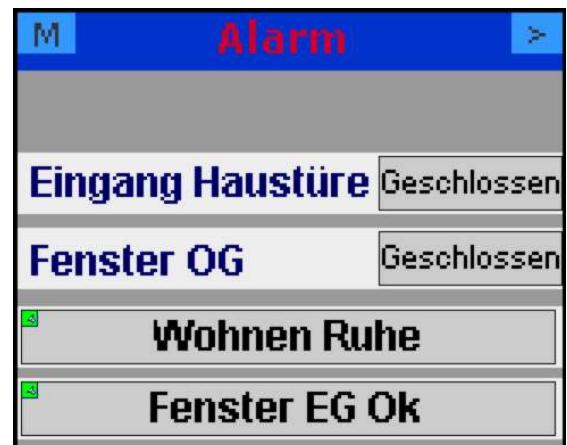 M Alarm >
Eingang Haustüre Geschlossen
Fenster OG Geschlossen
Wohnen Ruhe
Fenster EG Ok